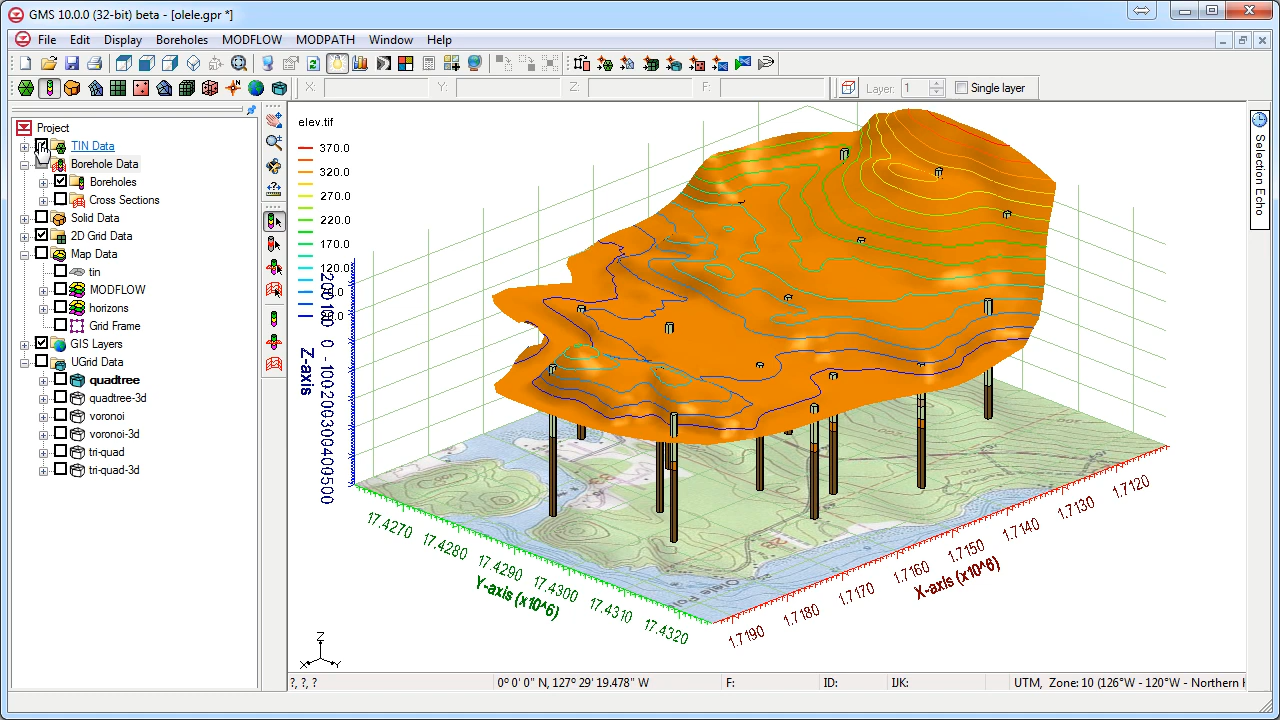 GMS 10.0.0 (32-bit) beta - [olele.gpr *]
File Edit Display Boreholes MODFLOW MODPATH Window Help
X: Y: Z: F: Layer: 1 Single layer
Project
TIN Data
Borehole Data
Boreholes
Cross Sections
Solid Data
2D Grid Data
Map Data
tin
MODFLOW
horizons
Grid Frame
GIS Layers
UGrid Data
quadtree
quadtree-3d
voronoi
voronoi-3d
tri-quad
tri-quad-3d
elev.tif
370.0
320.0
270.0
220.0
170.0
120.0
Z-axis
17.4270
17.4280
17.4290
17.4300
17.4310
17.4320
Y-axis (x10^6)
1.7190
1.7180
1.7170
1.7160
1.7150
1.7140
1.7130
1.7120
X-axis (x10^6)
Z
X Y
Selection Echo
?, ?, ? 0º 0' 0" N, 127° 29' 19.478" W F: ID: IJK: UTM, Zone: 10 (126°W - 120°W - Northern